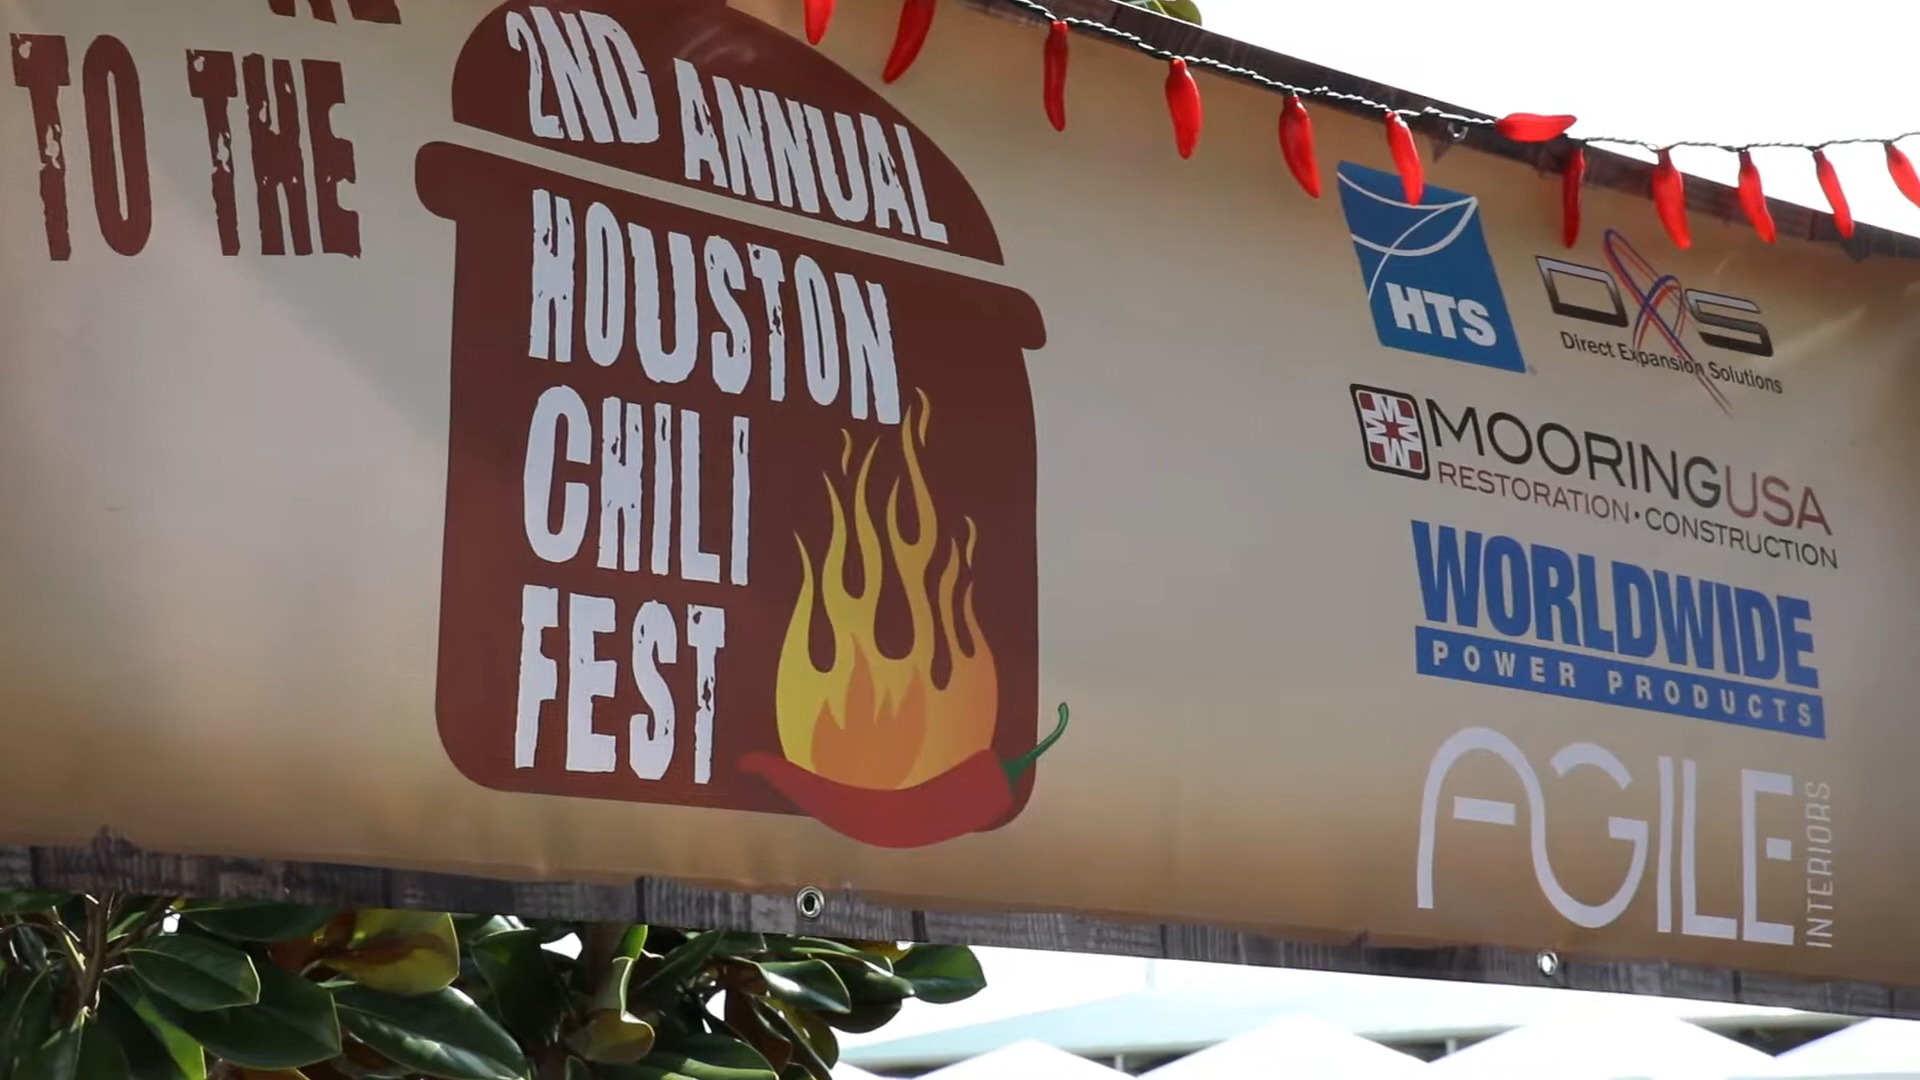 TO THE
2ND ANNUAL
HOUSTON
CHILI
FEST
HTS
DXS
Direct Expansion Solutions
MOORINGUSA
RESTORATION • CONSTRUCTION
WORLDWIDE
POWER PRODUCTS
AGILE
INTERIORS